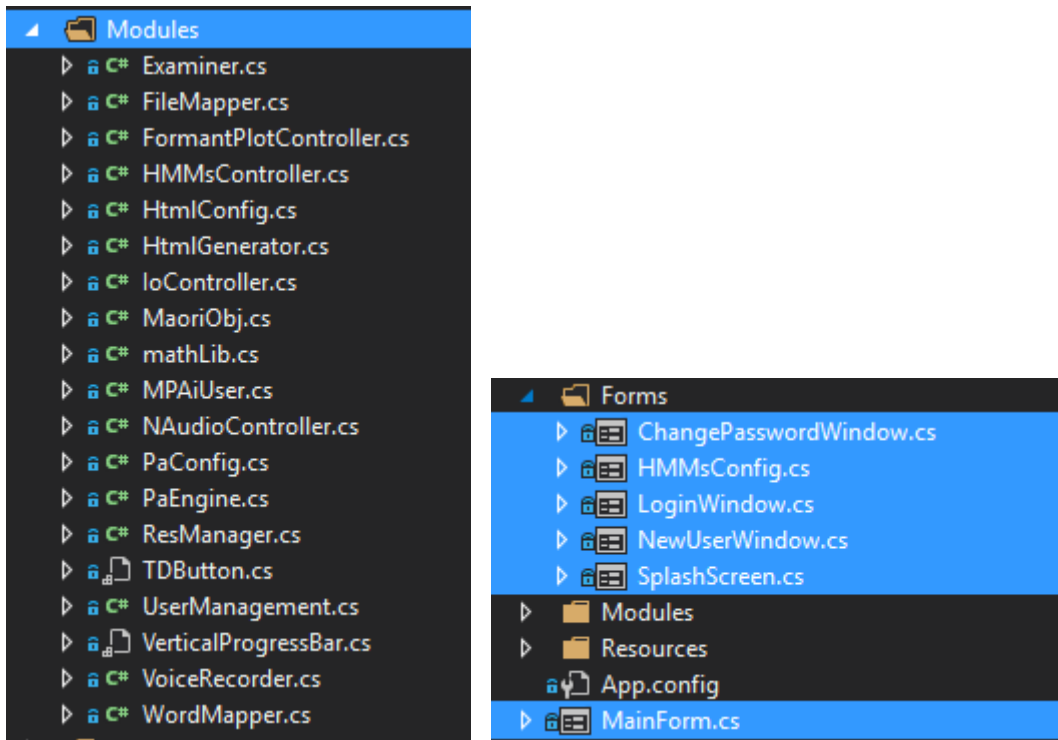 Modules
C# Examiner.cs
C# FileMapper.cs
C# FormantPlotController.cs
C# HMMsController.cs
C# HtmlConfig.cs
C# HtmlGenerator.cs
C# IoController.cs
C# MaoriObj.cs
C# mathLib.cs
C# MPAiUser.cs
C# NAudioController.cs
C# PaConfig.cs
C# PaEngine.cs
C# ResManager.cs
TDButton.cs
C# UserManagement.cs
VerticalProgressBar.cs
C# VoiceRecorder.cs
C# WordMapper.cs
Forms
ChangePasswordWindow.cs
HMMsConfig.cs
LoginWindow.cs
NewUserWindow.cs
SplashScreen.cs
Modules
Resources
App.config
MainForm.cs